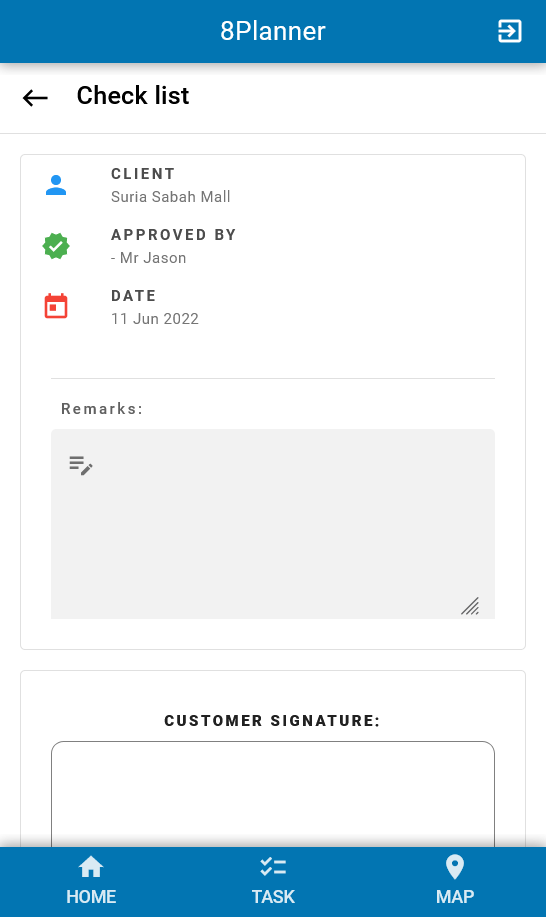 8Planner
Check list
CLIENT
Suria Sabah Mall
APPROVED BY
- Mr Jason
DATE
11 Jun 2022
Remarks:
CUSTOMER SIGNATURE:
HOME
TASK
MAP